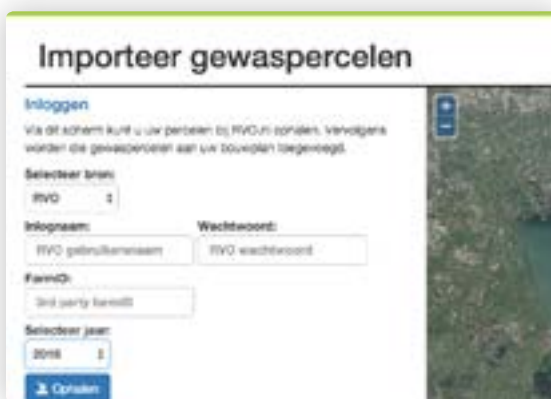 Importeer gewaspercelen
Inloggen
Via dit scherm kunt u uw percelen bij RVO.nl ophalen. Vervolgens
worden die gewaspercelen aan uw bouwplan toegevoegd.
Selecteer bron:
RVO
Inlognaam: Wachtwoord:
RVO gebruikersnaam RVO wachtwoord
FarmID:
3rd party farmID
Selecteer jaar:
2016
Ophalen